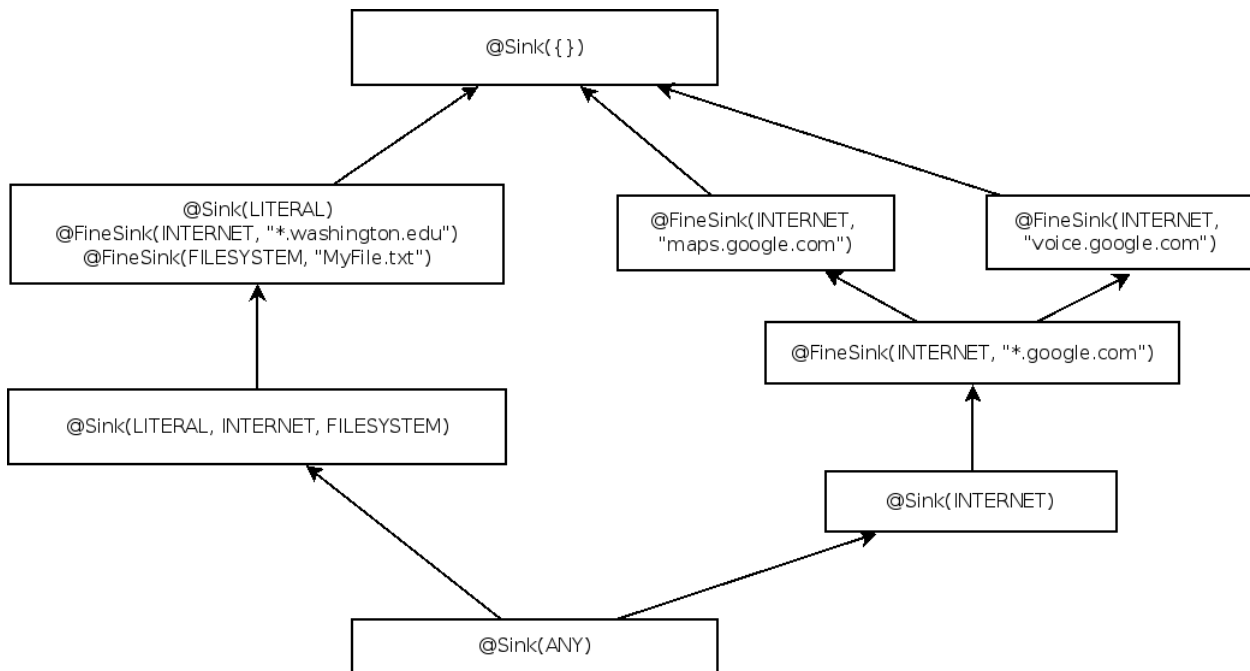 @Sink({})
@Sink(LITERAL)
@FineSink(INTERNET, "*.washington.edu")
@FineSink(FILESYSTEM, "MyFile.txt")
@FineSink(INTERNET,
"maps.google.com")
@FineSink(INTERNET,
"voice.google.com")
@FineSink(INTERNET, "*.google.com")
@Sink(LITERAL, INTERNET, FILESYSTEM)
@Sink(INTERNET)
@Sink(ANY)